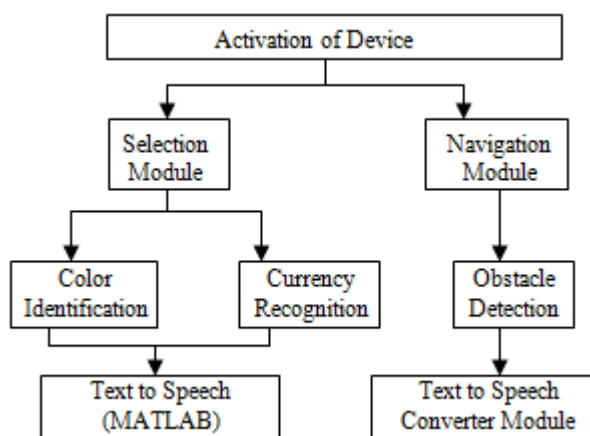 Activation of Device
Selection
Module
Navigation
Module
Color
Identification
Currency
Recognition
Obstacle
Detection
Text to Speech
(MATLAB)
Text to Speech
Converter Module